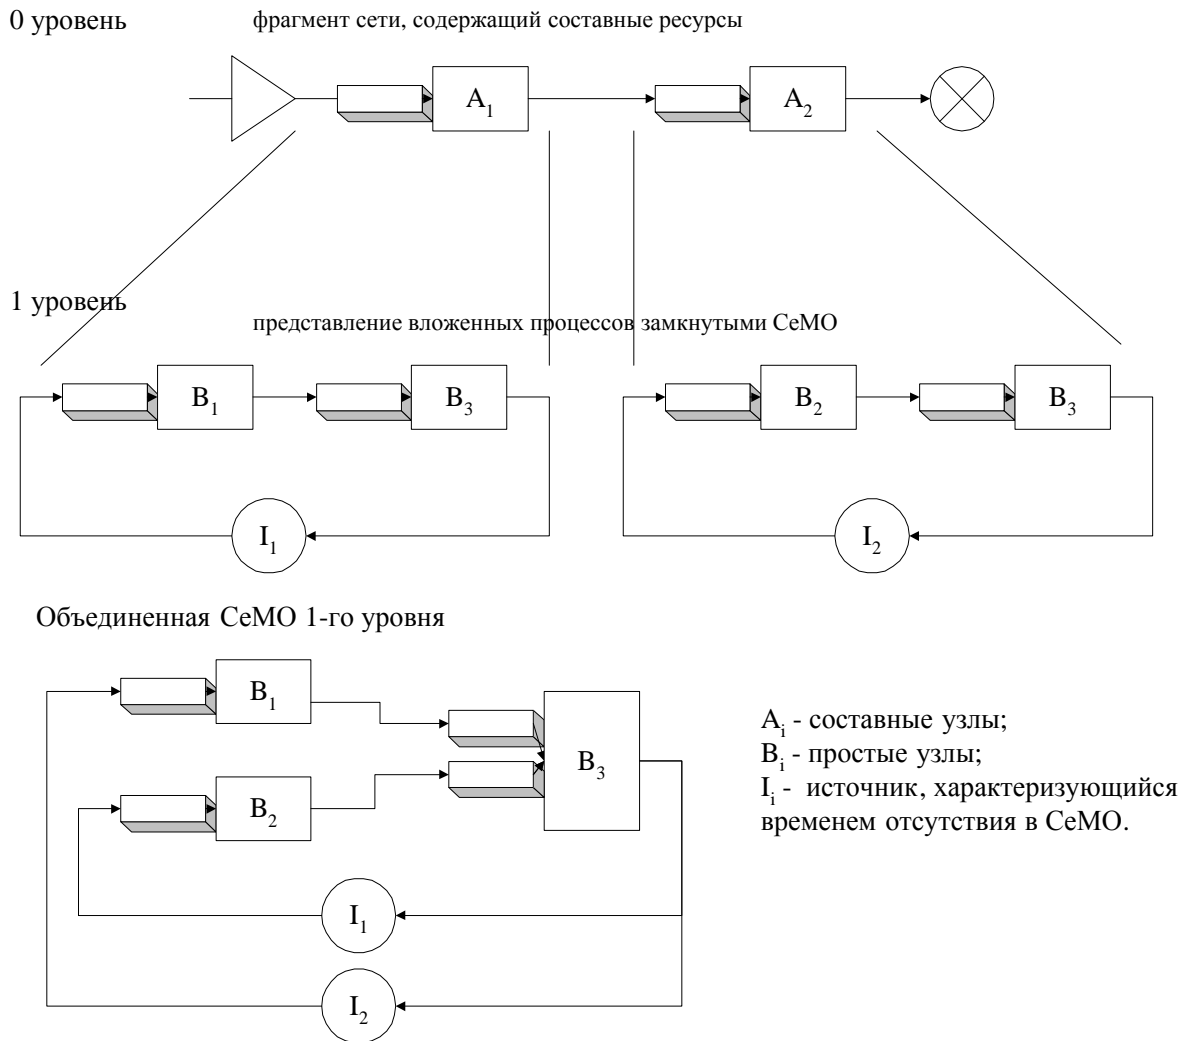 0 уровень
фрагмент сети, содержащий составные ресурсы
A1
A2
1 уровень
представление вложенных процессов замкнутыми СеМО
B1
B3
B2
B3
I1
I2
Объединенная СеМО 1-го уровня
B1
B3
B2
I1
I2
Ai - составные узлы;
Bi - простые узлы;
Ii - источник, характеризующийся
временем отсутствия в СеМО.